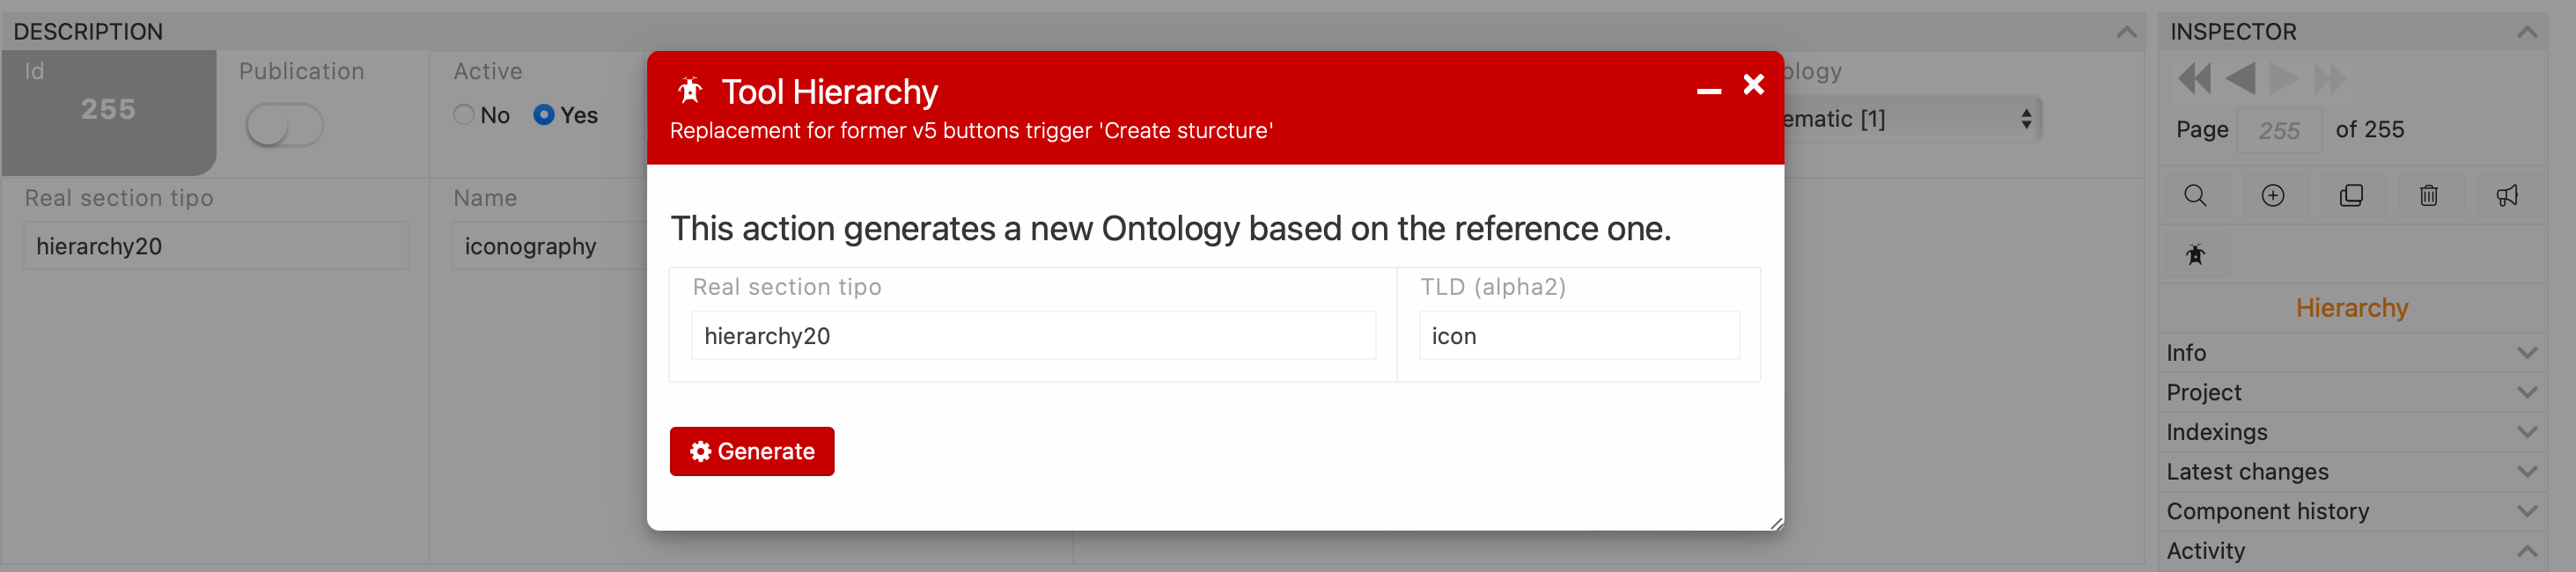 DESCRIPTION
Id
255
Publication
Active
No
Yes
Real section tipo
hierarchy20
Name
iconography
Tool Hierarchy
Replacement for former v5 buttons trigger 'Create sturcture'
This action generates a new Ontology based on the reference one.
Real section tipo
hierarchy20
TLD (alpha2)
icon
Generate
ology
ematic [1]
INSPECTOR
Page 255 of 255
Hierarchy
Info
Project
Indexings
Latest changes
Component history
Activity